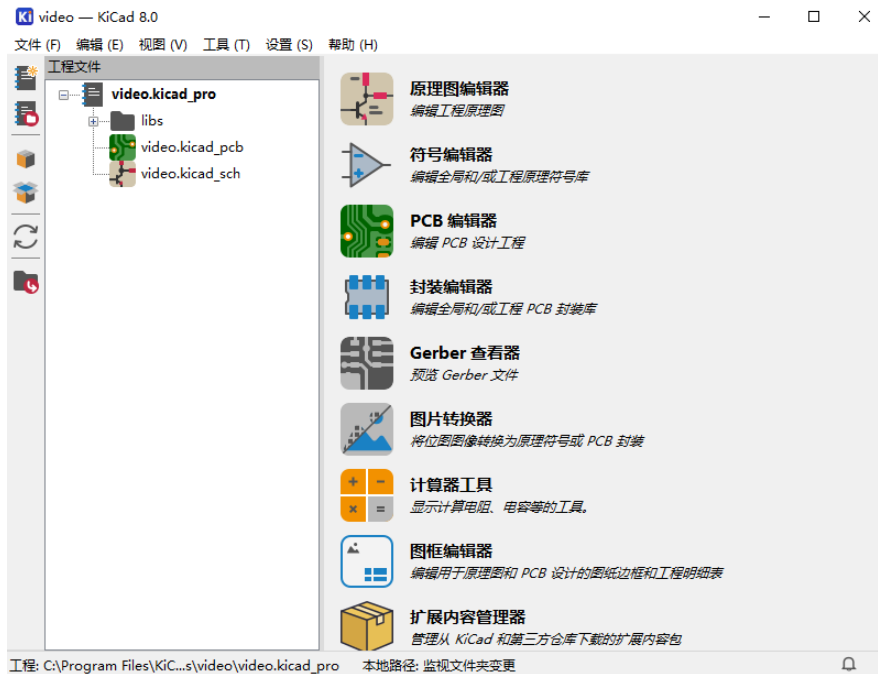 Ki video — KiCad 8.0
文件 (F) 编辑 (E) 视图 (V) 工具 (T) 设置 (S) 帮助 (H)
工程文件
video.kicad_pro
libs
video.kicad_pcb
video.kicad_sch
原理图编辑器
编辑工程原理图
符号编辑器
编辑全局和/或工程原理符号库
PCB 编辑器
编辑 PCB 设计工程
封装编辑器
编辑全局和/或工程 PCB 封装库
Gerber 查看器
预览 Gerber 文件
图片转换器
将位图图像转换为原理符号或 PCB 封装
计算器工具
显示计算电阻、电容等的工具。
图框编辑器
编辑用于原理图和 PCB 设计的图纸边框和工程明细表
扩展内容管理器
管理从 KiCad 和第三方仓库下载的扩展内容包
工程: C:\Program Files\KiC...s\video\video.kicad_pro 本地路径: 监视文件夹变更